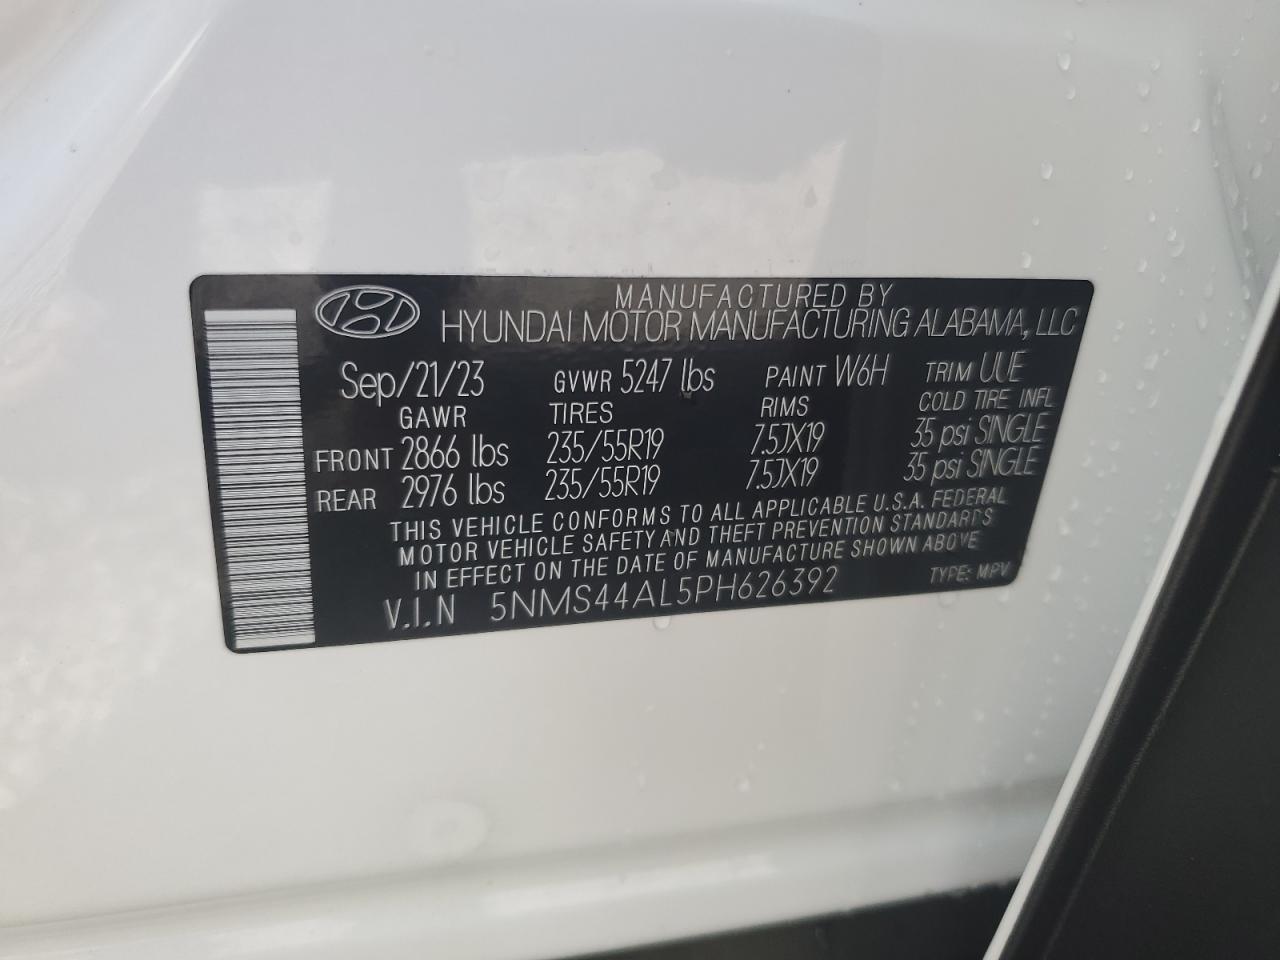 MANUFACTURED BY
HYUNDAI MOTOR MANUFACTURING ALABAMA, LLC
Sep/21/23 GVWR 5247 lbs PAINT W6H TRIM UUE
GAWR TIRES RIMS COLD TIRE INFL
FRONT 2866 lbs 235/55R19 7.5JX19 35 psi SINGLE
REAR 2976 lbs 235/55R19 7.5JX19 35 psi SINGLE
THIS VEHICLE CONFORMS TO ALL APPLICABLE U.S.A. FEDERAL
MOTOR VEHICLE SAFETY AND THEFT PREVENTION STANDARDS
IN EFFECT ON THE DATE OF MANUFACTURE SHOWN ABOVE
V.I.N 5NMS44AL5PH626392 TYPE: MPV